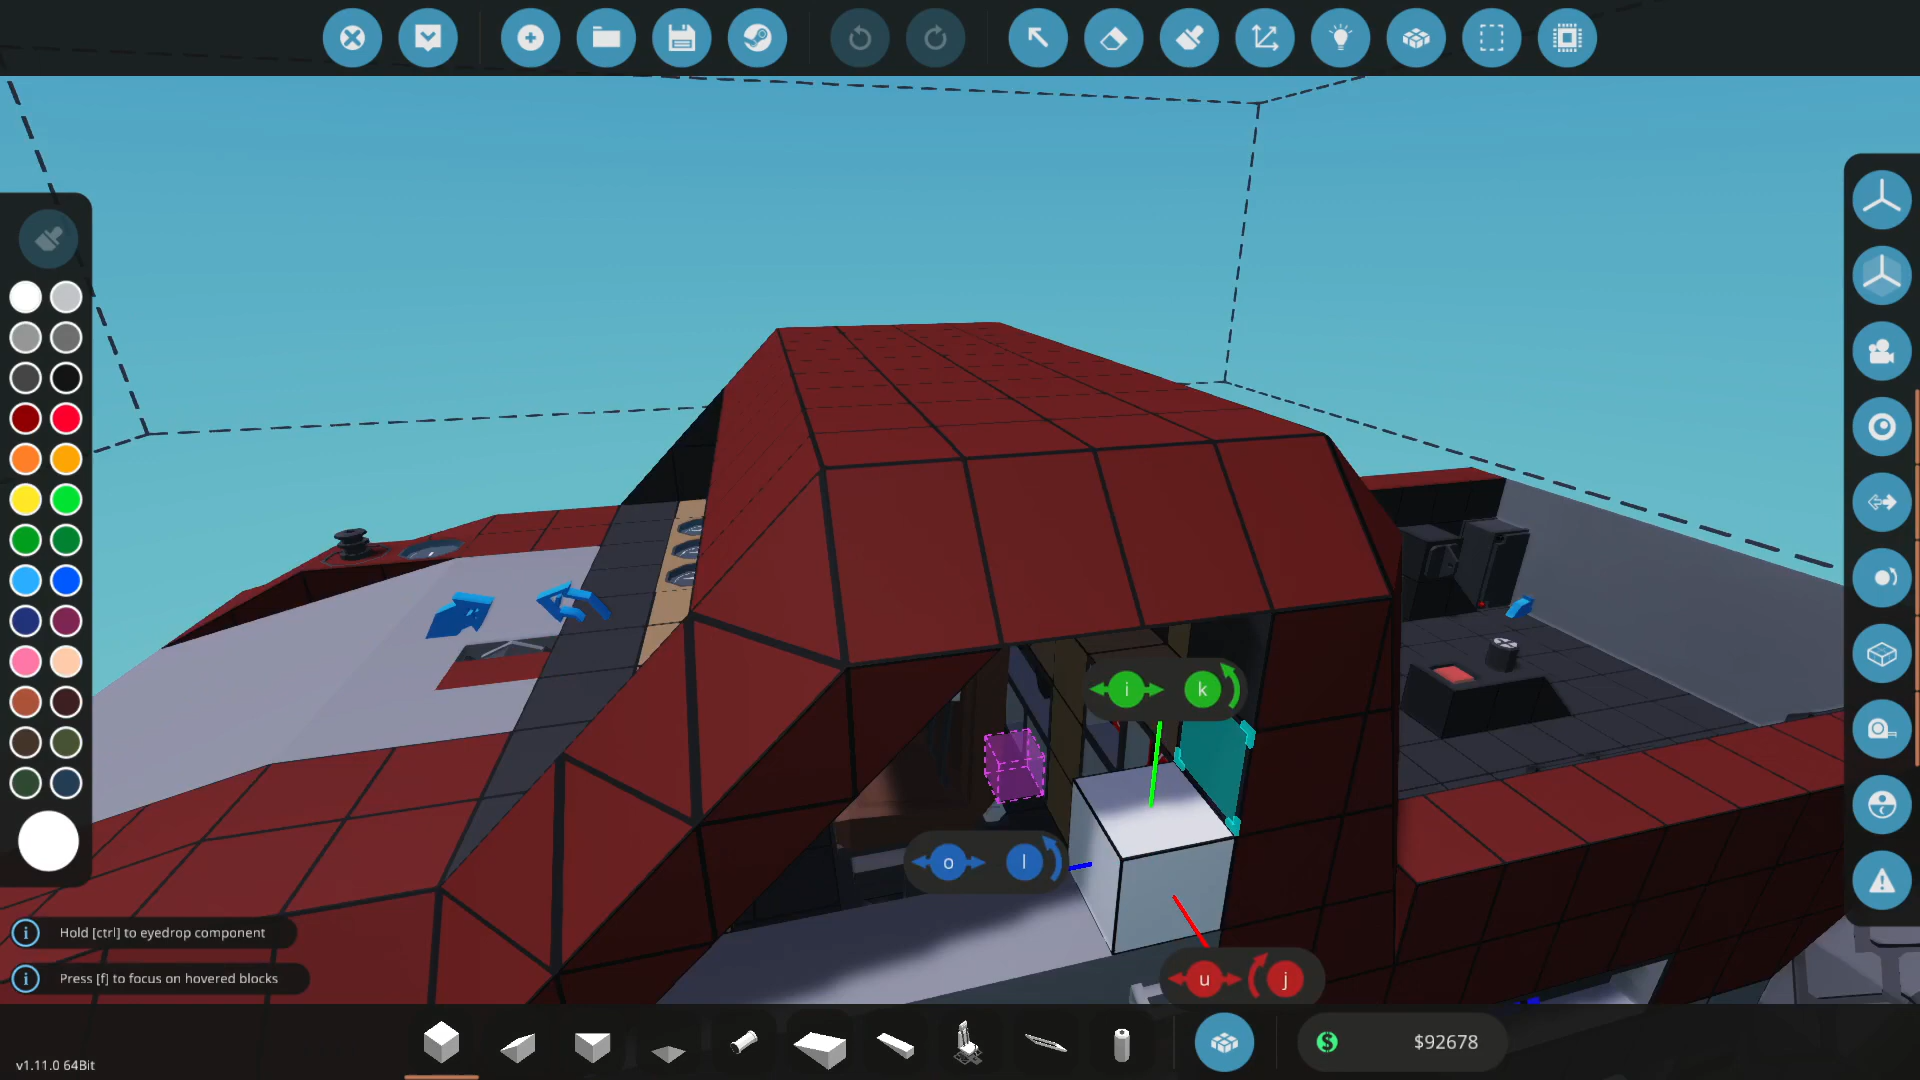 i k
o l
u j
Hold [ctrl] to eyedrop component
Press [f] to focus on hovered blocks
$ $92678
v1.11.0 64Bit